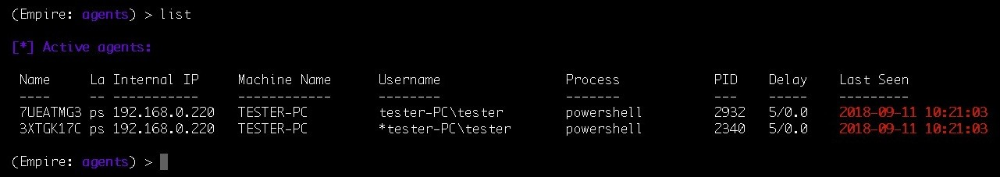 (Empire: agents) > list
[*] Active agents:
Name La Internal IP Machine Name Username Process PID Delay Last Seen
---- -- ----------- ------------ -------- ------- --- ----- ---------
7UEATMG3 ps 192.168.0.220 TESTER-PC tester-PC\tester powershell 2932 5/0.0 2018-09-11 10:21:03
3XTGK17C ps 192.168.0.220 TESTER-PC *tester-PC\tester powershell 2340 5/0.0 2018-09-11 10:21:03
(Empire: agents) >